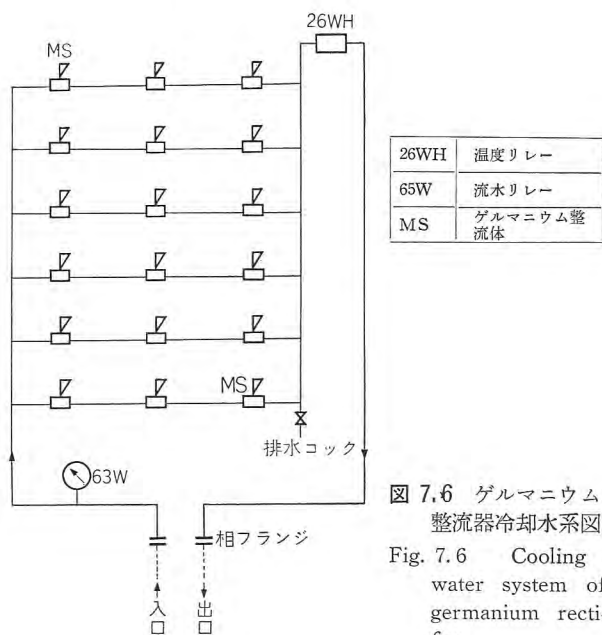 26WH
MS
MS
排水コック
63W
相フランジ
入口
出口
26WH 温度リレー
65W 流水リレー
MS ゲルマニウム整
流体
図 7.6 ゲルマニウム
整流器冷却水系図
Fig. 7.6 Cooling
water system of
germanium recti-